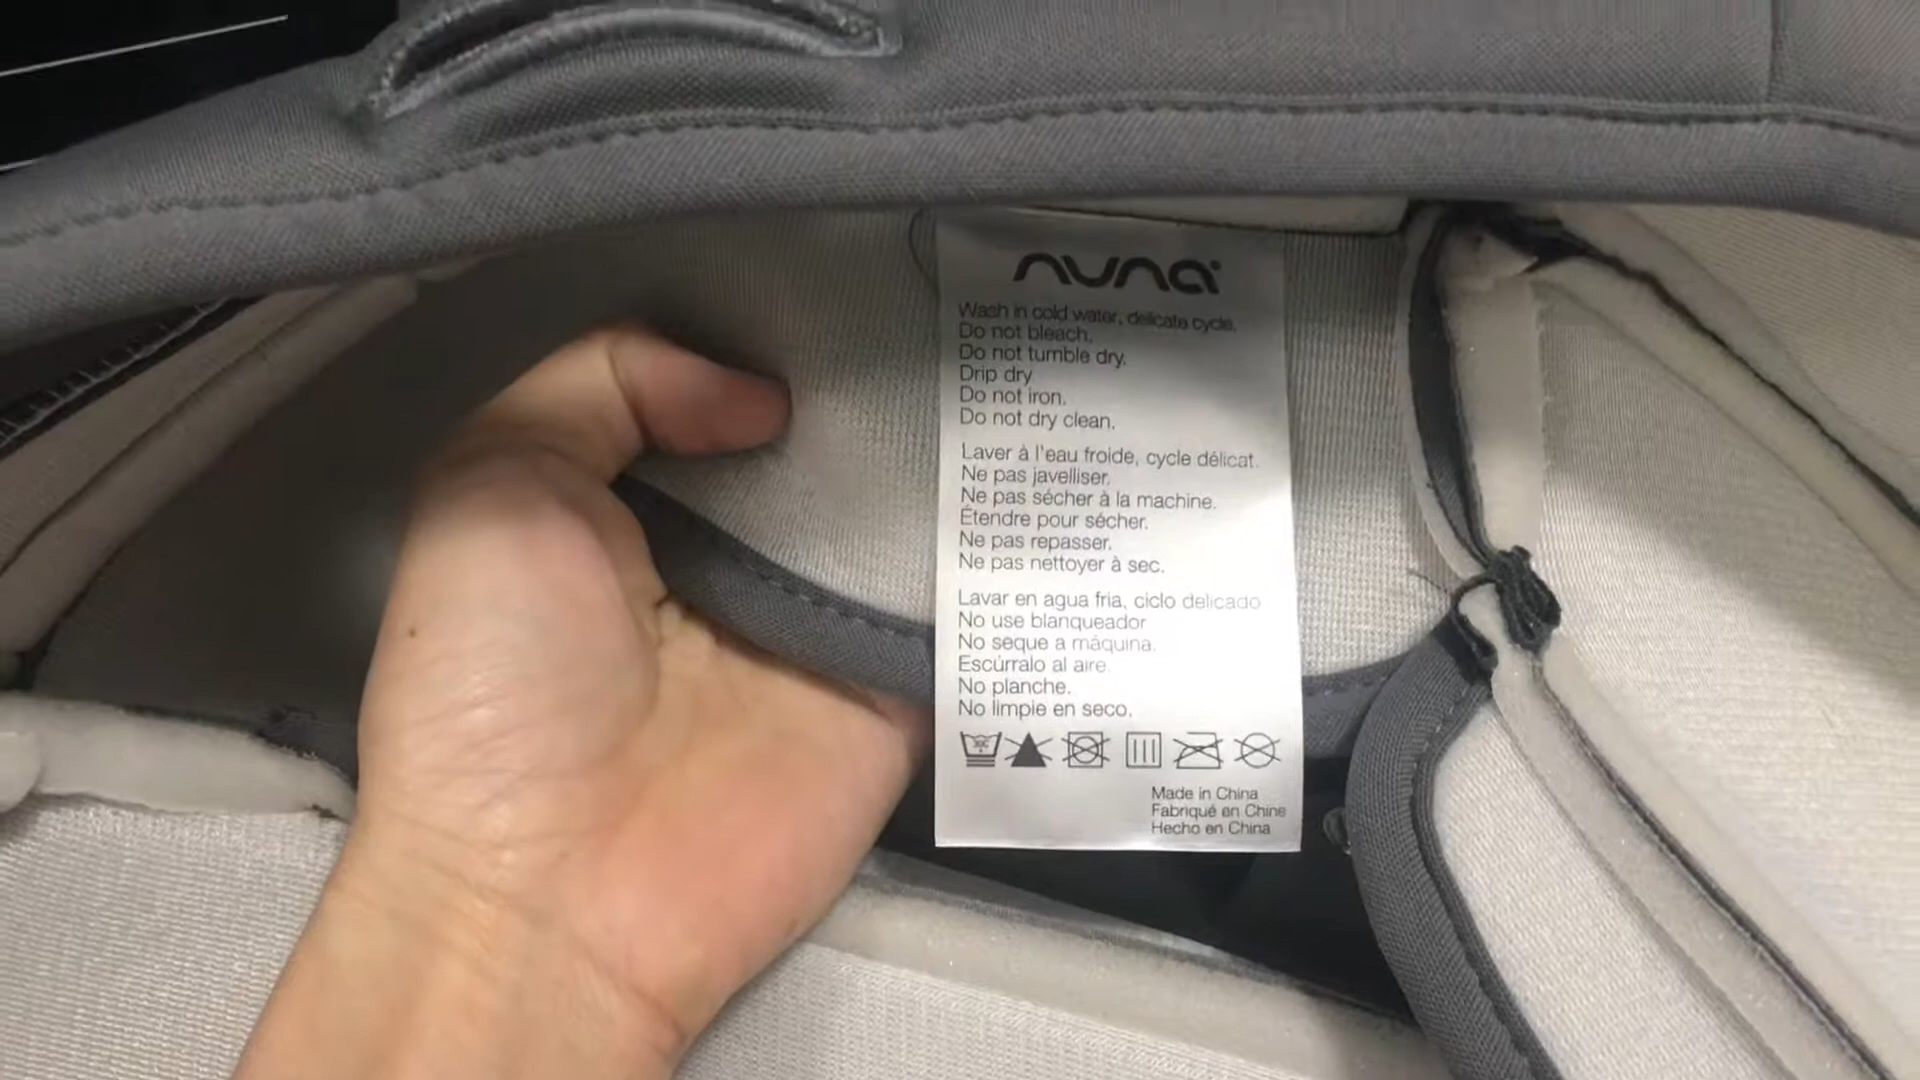 nuna
Wash in cold water, delicate cycle.
Do not bleach.
Do not tumble dry.
Drip dry
Do not iron.
Do not dry clean.
Laver à l'eau froide, cycle délicat.
Ne pas javelliser.
Ne pas sécher à la machine.
Étendre pour sécher.
Ne pas repasser.
Ne pas nettoyer à sec.
Lavar en agua fria, ciclo delicado
No use blanqueador
No seque a máquina.
Escúrralo al aire.
No planche.
No limpie en seco.
30C
Made in China
Fabriqué en Chine
Hecho en China